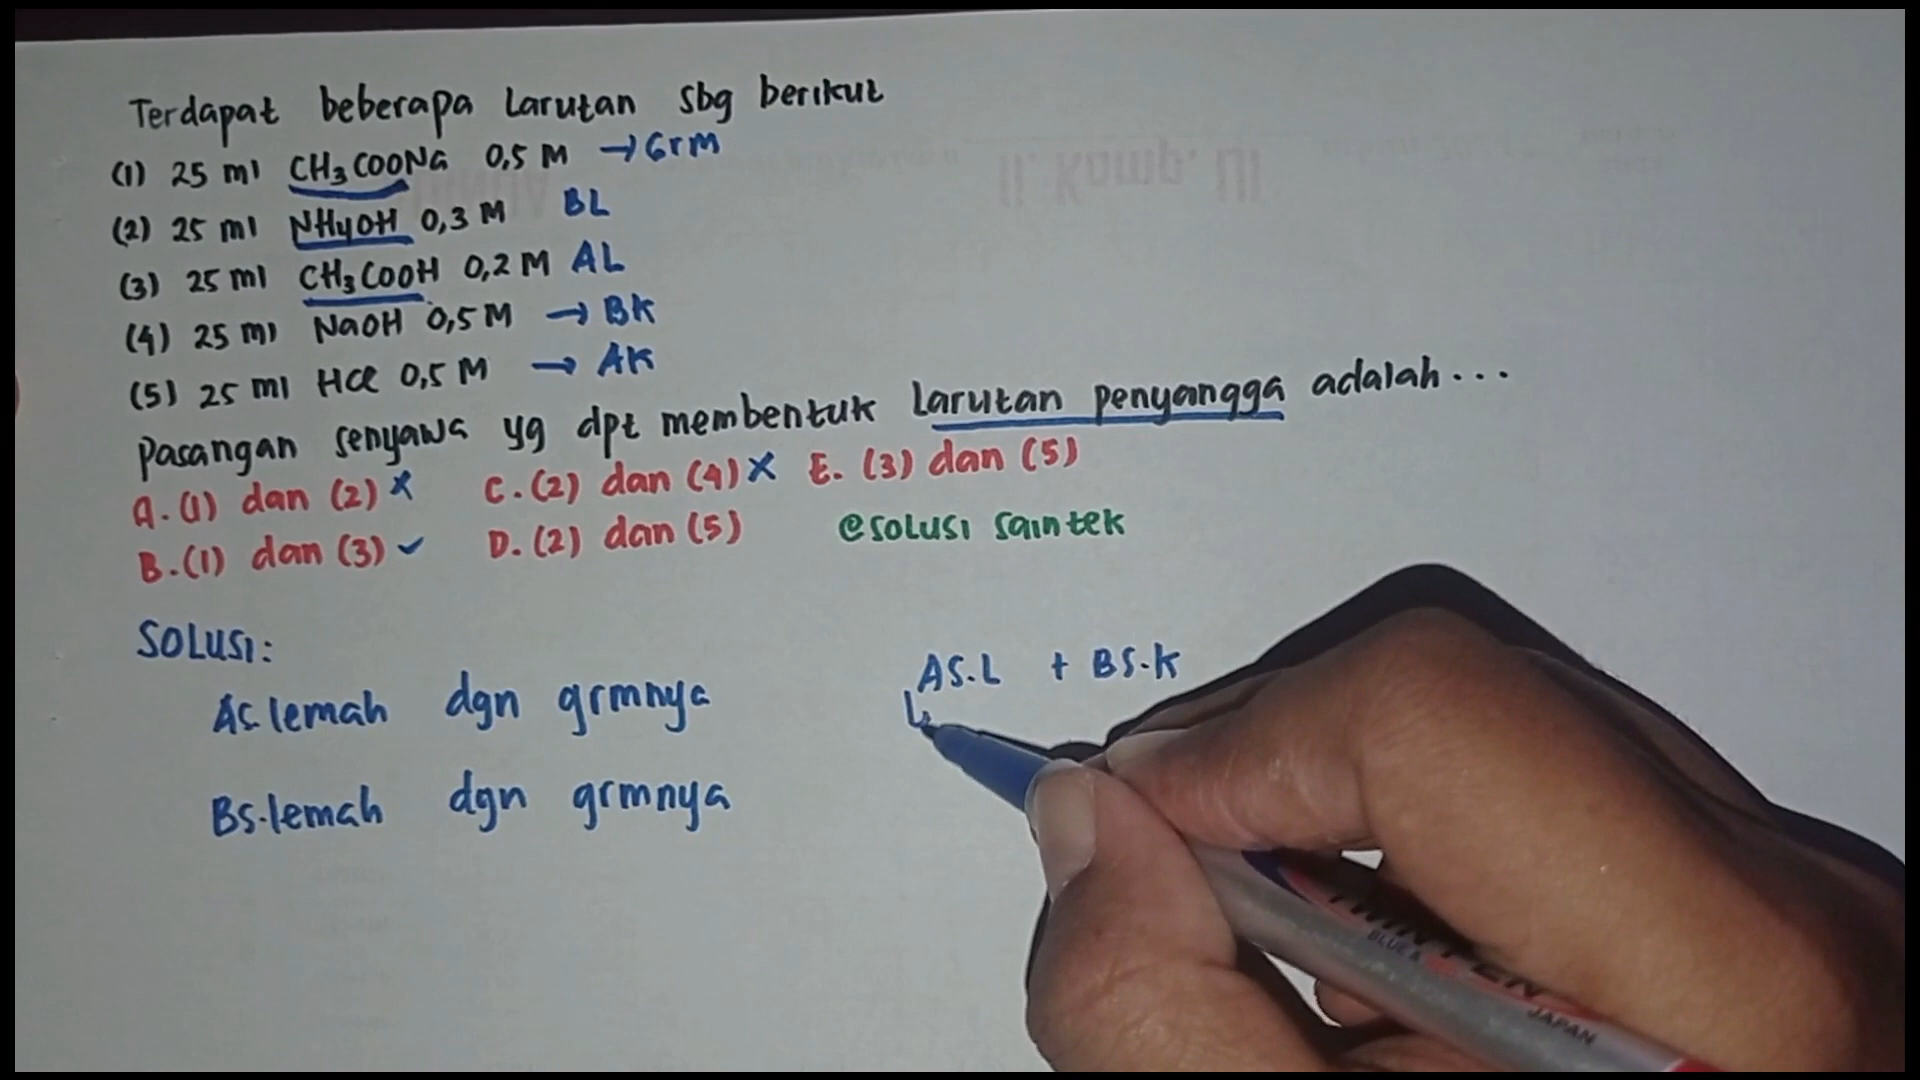 Terdapat beberapa Larutan sbg berikut
(1) 25 ml CH₃COONa 0,5 M → Grm
(2) 25 ml NH4OH 0,3 M BL
(3) 25 ml CH₃COOH 0,2 M AL
(4) 25 ml NaOH 0,5 M → BK
(5) 25 ml HCl 0,5 M → AK
Pasangan senyawa yg dpt membentuk Larutan penyangga adalah...
A. (1) dan (2) x C. (2) dan (4) x E. (3) dan (5)
B. (1) dan (3) ✓ D. (2) dan (5) @solusi saintek
SOLUSI:
As.lemah dgn grmnya
Bs.lemah dgn grmnya
AS.L + BS.K
BLUE
JAPAN